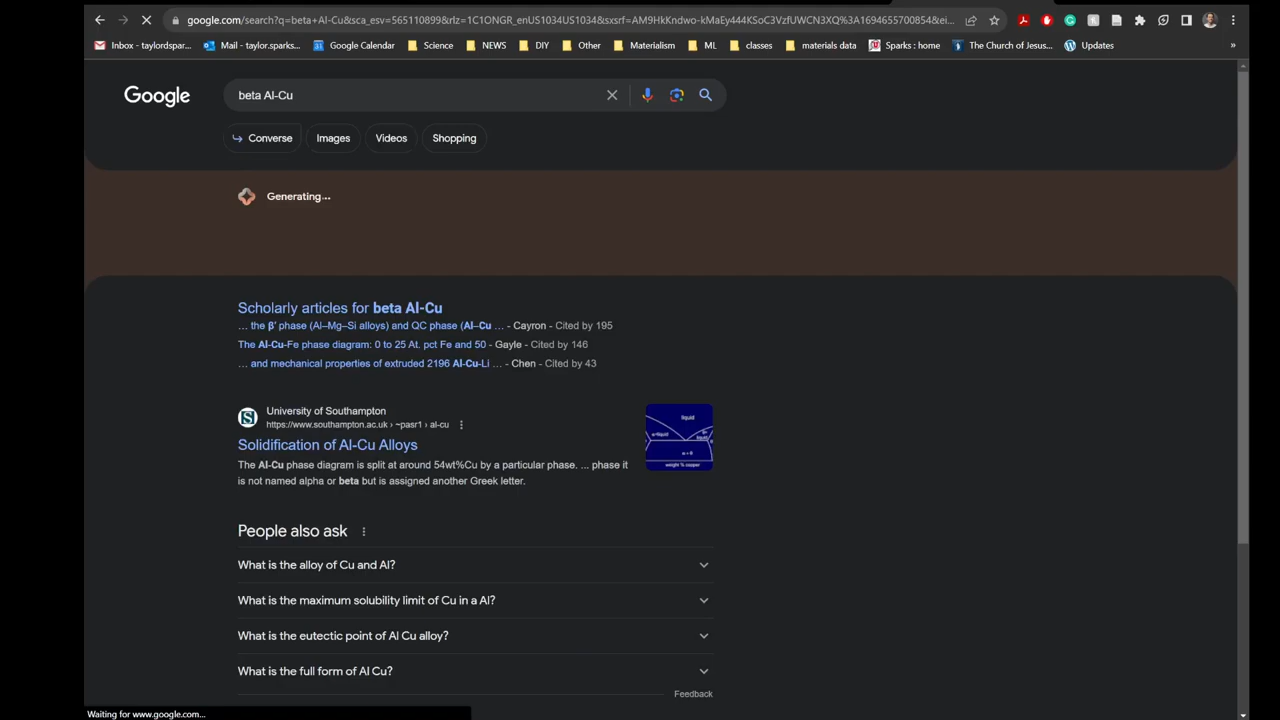 google.com/search?q=beta+Al-Cu&sca_esv=565110899&rlz=1C1ONGR_enUS1034US1034&sxsrf=AM9HkKndwo-kMaEy444KSoC3VzfUWCN3XQ%3A1694655700854&ei...
Inbox - taylordspar... Mail - taylor.sparks... Google Calendar Science NEWS DIY Other Materialism ML classes materials data Sparks : home The Church of Jesus... Updates »
Google beta Al-Cu
Converse Images Videos Shopping
Generating...
Scholarly articles for beta Al-Cu
... the β′ phase (Al–Mg–Si alloys) and QC phase (Al–Cu ... - Cayron - Cited by 195
The Al-Cu-Fe phase diagram: 0 to 25 At. pct Fe and 50 - Gayle - Cited by 146
... and mechanical properties of extruded 2196 Al-Cu-Li ... - Chen - Cited by 43
University of Southampton
https://www.southampton.ac.uk › ~pasr1 › al-cu
Solidification of Al-Cu Alloys
The Al-Cu phase diagram is split at around 54wt%Cu by a particular phase. ... phase it
is not named alpha or beta but is assigned another Greek letter.
liquid
α+liquid
α + θ
weight % copper
People also ask
What is the alloy of Cu and Al?
What is the maximum solubility limit of Cu in a Al?
What is the eutectic point of Al Cu alloy?
What is the full form of Al Cu?
Feedback
Waiting for www.google.com...